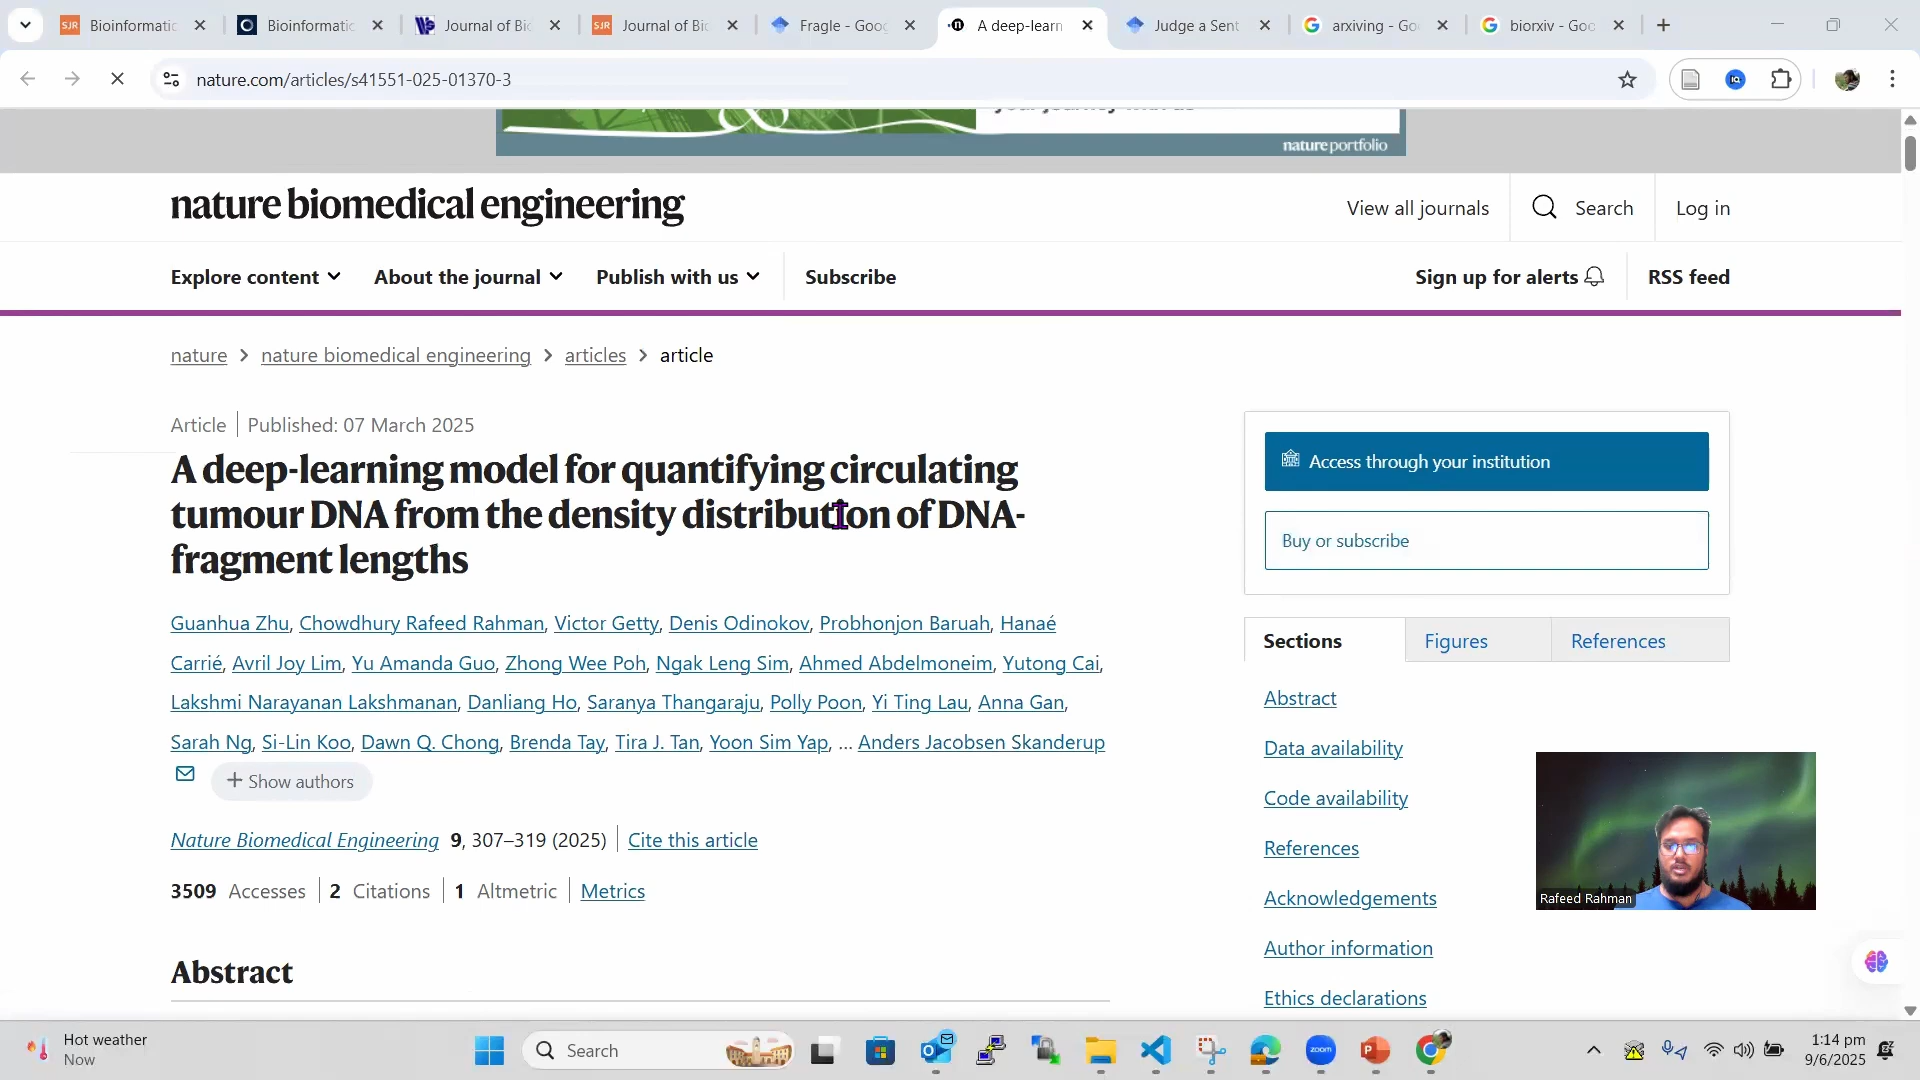 Bioinformatic
Bioinformatic
Journal of Bio
Journal of Bio
Fragle - Goog
A deep-learn
Judge a Sent
arxiving - Go
biorxiv - Goo
nature.com/articles/s41551-025-01370-3
nature portfolio
nature biomedical engineering
View all journals
Search
Log in
Explore content
About the journal
Publish with us
Subscribe
Sign up for alerts
RSS feed
nature > nature biomedical engineering > articles > article
Article | Published: 07 March 2025
A deep-learning model for quantifying circulating
tumour DNA from the density distribution of DNA-
fragment lengths
Guanhua Zhu, Chowdhury Rafeed Rahman, Victor Getty, Denis Odinokov, Probhonjon Baruah, Hanaé
Carrié, Avril Joy Lim, Yu Amanda Guo, Zhong Wee Poh, Ngak Leng Sim, Ahmed Abdelmoneim, Yutong Cai,
Lakshmi Narayanan Lakshmanan, Danliang Ho, Saranya Thangaraju, Polly Poon, Yi Ting Lau, Anna Gan,
Sarah Ng, Si-Lin Koo, Dawn Q. Chong, Brenda Tay, Tira J. Tan, Yoon Sim Yap, ... Anders Jacobsen Skanderup
+ Show authors
Nature Biomedical Engineering 9, 307–319 (2025) | Cite this article
3509 Accesses | 2 Citations | 1 Altmetric | Metrics
Abstract
Access through your institution
Buy or subscribe
Sections
Figures
References
Abstract
Data availability
Code availability
References
Acknowledgements
Author information
Ethics declarations
Rafeed Rahman
Hot weather
Now
Search
zoom
1:14 pm
9/6/2025